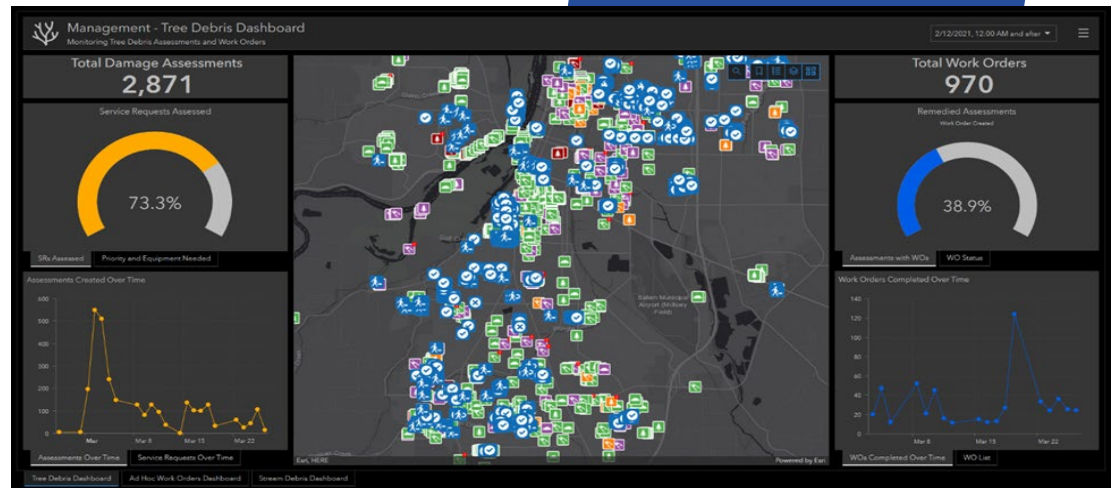 Management - Tree Debris Dashboard
Monitoring Tree Debris Assessments and Work Orders
2/12/2021, 12:00 AM and after
Total Damage Assessments
2,871
Service Requests Assessed
73.3%
SRs Assessed
Priority and Equipment Needed
Assessments Created Over Time
600
500
400
300
200
100
0
Mar
Mar 8
Mar 15
Mar 22
Assessments Over Time
Service Requests Over Time
Salem Municipal
Airport (McNary
Field)
Esri, HERE
Powered by Esri
Total Work Orders
970
Remedied Assessments
Work Order Created
38.9%
Assessments with WOs
WO Status
Work Orders Completed Over Time
140
120
100
80
60
40
20
0
Mar 8
Mar 15
Mar 22
WOs Completed Over Time
WO List
Tree Debris Dashboard
Ad Hoc Work Orders Dashboard
Stream Debris Dashboard